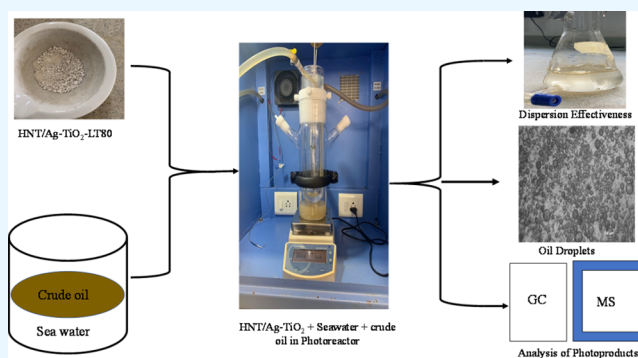 HNT/Ag-TiO₂-LT80
Crude oil
Sea water
HNT/Ag-TiO₂ + Seawater + crude
oil in Photoreactor
Dispersion Effectiveness
Oil Droplets
GC
MS
Analysis of Photoproducts